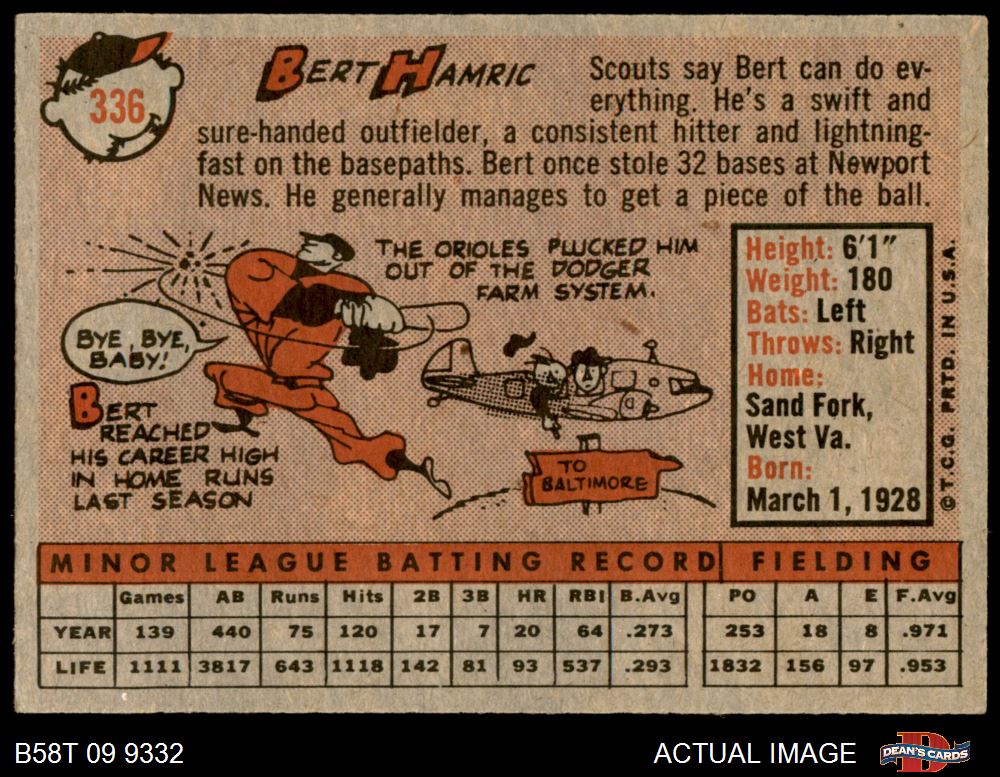 336
BERT HAMRIC
Scouts say Bert can do ev-
erything. He's a swift and
sure-handed outfielder, a consistent hitter and lightning-
fast on the basepaths. Bert once stole 32 bases at Newport
News. He generally manages to get a piece of the ball.
THE ORIOLES PLUCKED HIM
OUT OF THE DODGER
FARM SYSTEM.
BYE, BYE,
BABY!
BERT
REACHED
HIS CAREER HIGH
IN HOME RUNS
LAST SEASON
TO
BALTIMORE
Height: 6'1"
Weight: 180
Bats: Left
Throws: Right
Home:
Sand Fork,
West Va.
Born:
March 1, 1928
©T.C.G. PRTD. IN U.S.A.
MINOR LEAGUE BATTING RECORD FIELDING
Games AB Runs Hits 2B 3B HR RBI B.Avg PO A E F.Avg
YEAR 139 440 75 120 17 7 20 64 .273 253 18 8 .971
LIFE 1111 3817 643 1118 142 81 93 537 .293 1832 156 97 .953
B58T 09 9332
ACTUAL IMAGE
DEAN'S CARDS